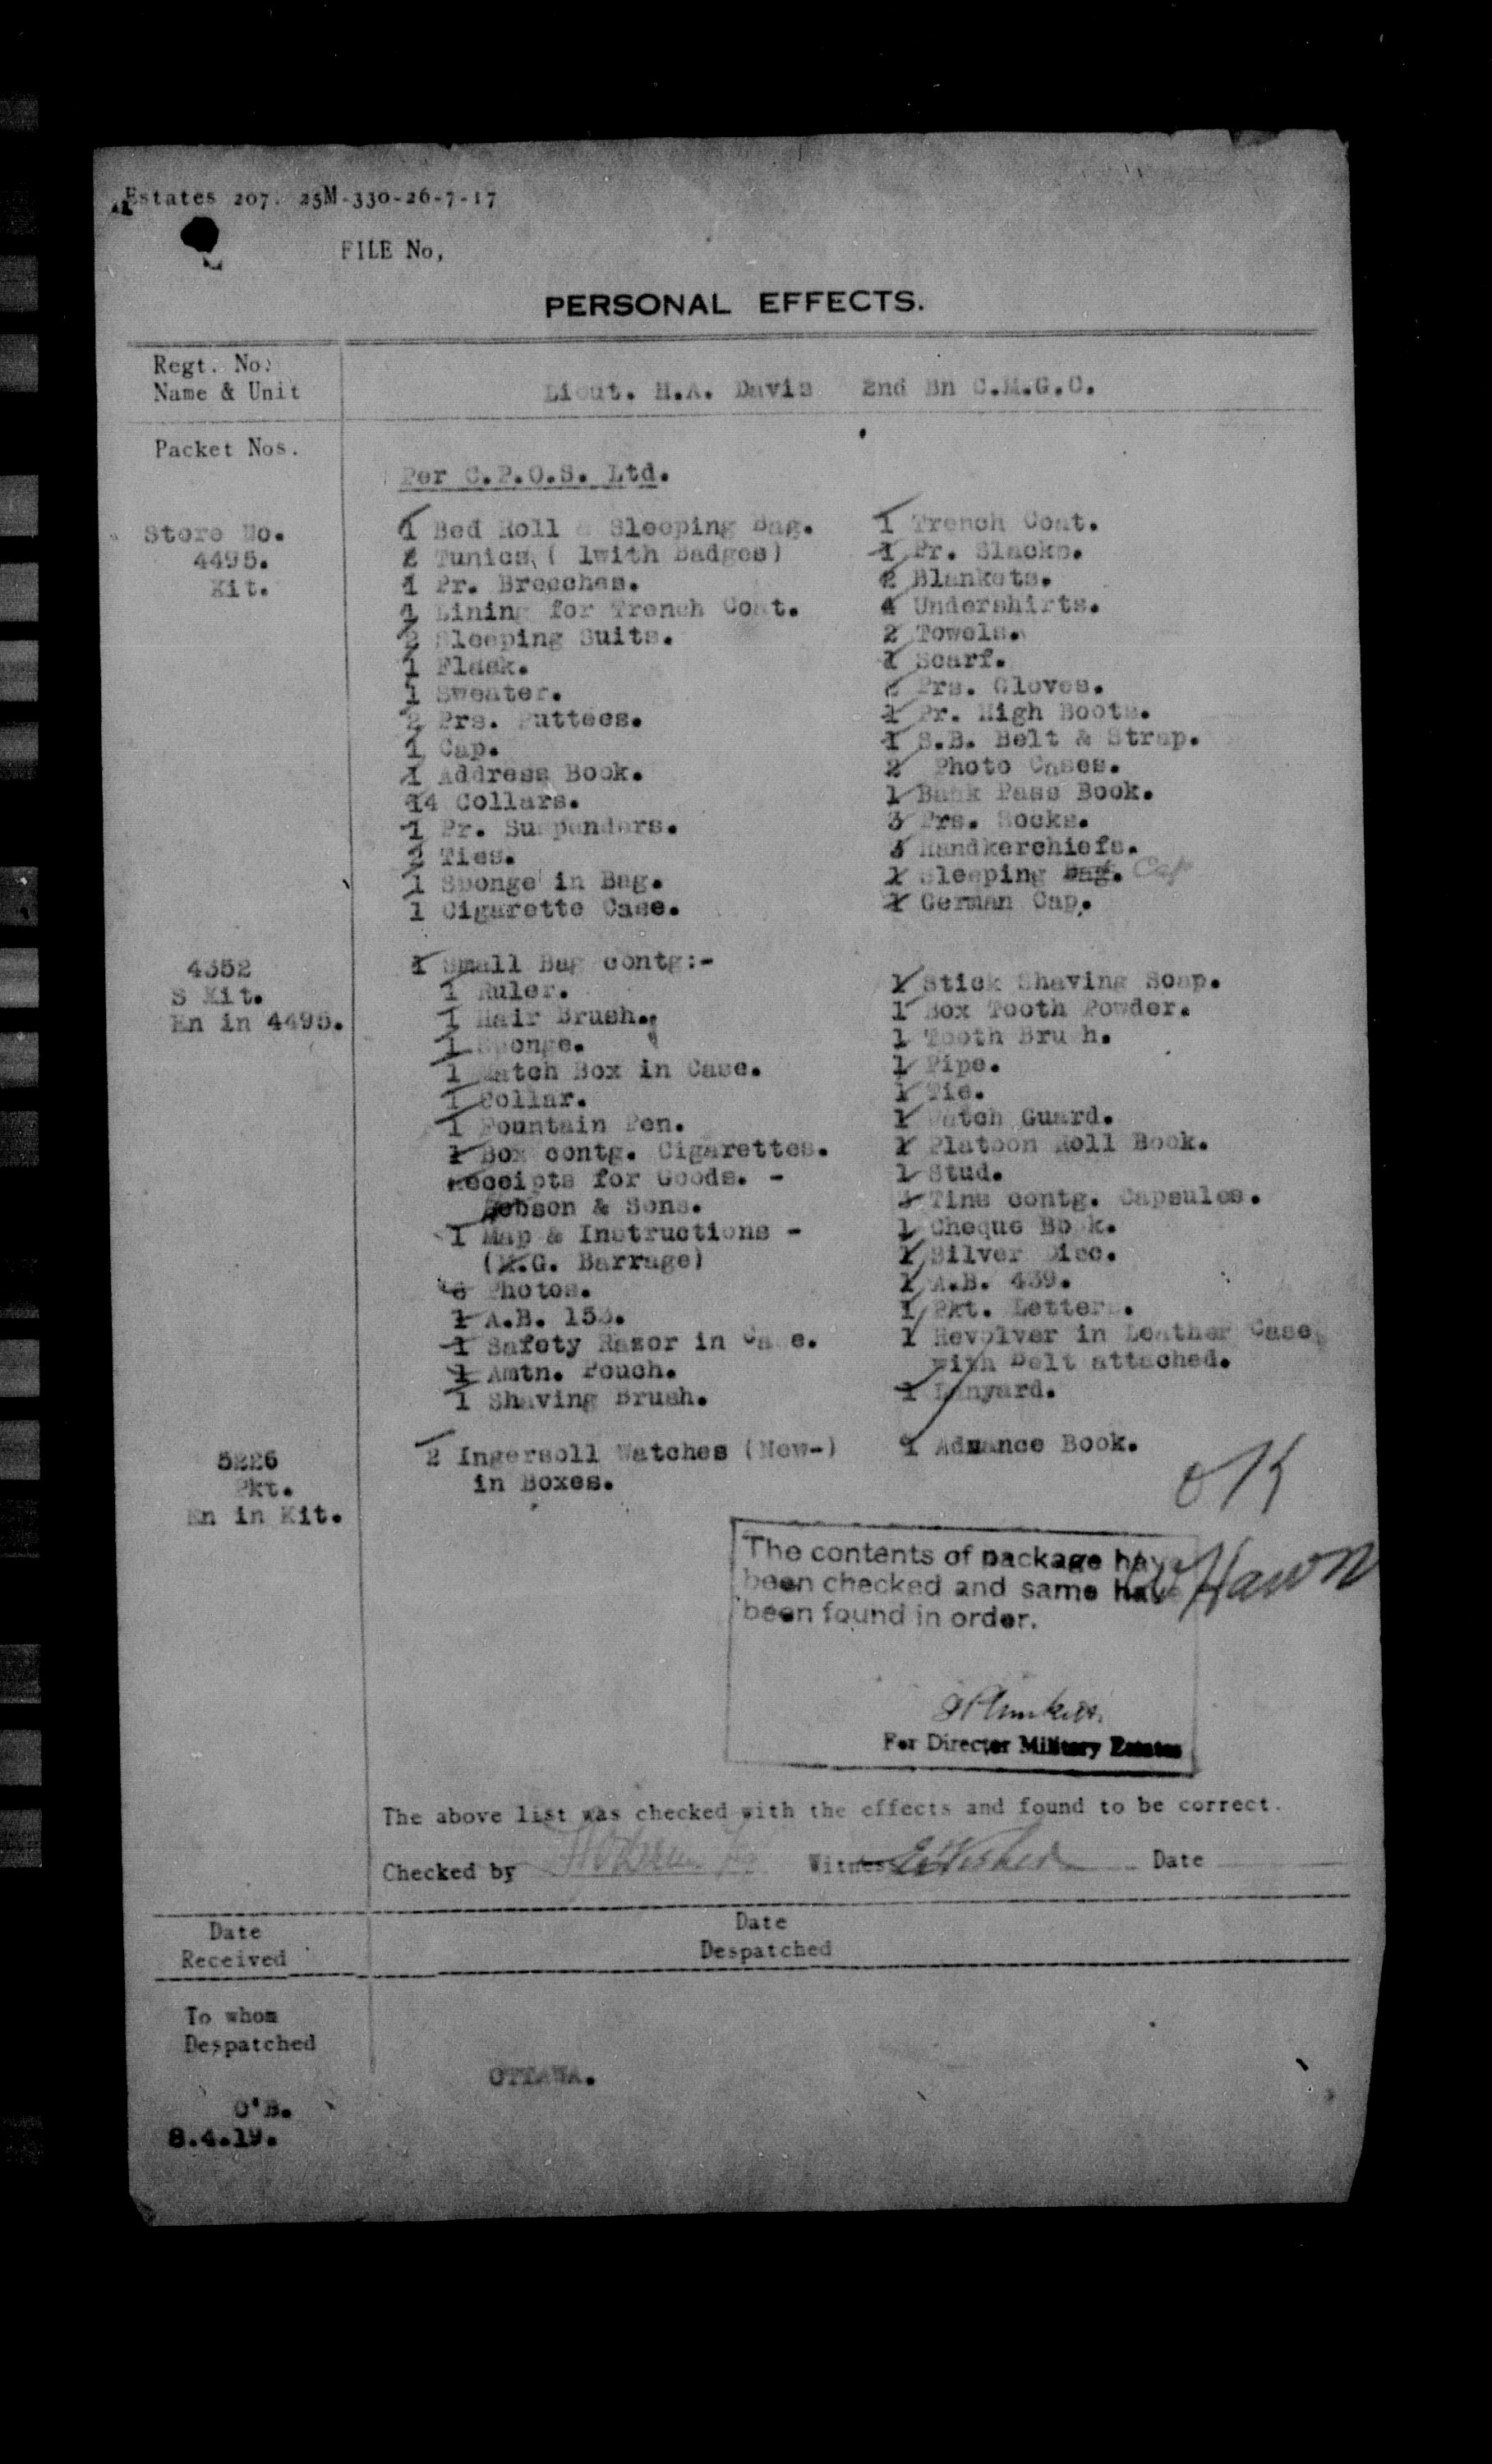 Estates 207. 25M-330-26-7-17
FILE No,
PERSONAL EFFECTS.
Regt. No.
Name & Unit
Lieut. H.A. Davis 2nd Bn C.M.G.C.
Packet Nos.
Per C.P.O.S. Ltd.
Store No.
4495.
Kit.
1 Bed Roll & Sleeping Bag.
2 Tunics ( 1with Badges)
1 Pr. Breeches.
1 Lining for Trench Coat.
2 Sleeping Suits.
1 Flask.
1 Sweater.
2 Prs. Puttees.
1 Cap.
1 Address Book.
14 Collars.
1 Pr. Suspenders.
Ties.
1 Sponge in Bag.
1 Cigarette Case.
1 Trench Coat.
1 Pr. Slacks.
2 Blankets.
4 Undershirts.
2 Towels.
1 Scarf.
Prs. Gloves.
1 Pr. High Boots.
1 S.B. Belt & Strap.
2 Photo Cases.
1 Bank Pass Book.
3 Prs. Socks.
3 Handkerchiefs.
1 Sleeping Bag. Cap
1 German Cap.
4352
S Kit.
En in 4495.
1 Small Bag contg:-
1 Ruler.
1 Hair Brush.
1 Sponge.
1 Match Box in Case.
1 Collar.
1 Fountain Pen.
1 Box contg. Cigarettes.
Receipts for Goods. -
Hobson & Sons.
1 Map & Instructions -
(M.G. Barrage)
6 Photos.
1 A.B. 153.
1 Safety Razor in Case.
1 Amtn. Pouch.
1 Shaving Brush.
1 Stick Shaving Soap.
1 Box Tooth Powder.
1 Tooth Brush.
1 Pipe.
1 Tie.
1 Watch Guard.
1 Platoon Roll Book.
1 Stud.
3 Tins contg. Capsules.
1 Cheque Book.
1 Silver Disc.
1 A.B. 439.
1 Pkt. Letters.
1 Revolver in Leather Case
with Belt attached.
1 Lanyard.
5226
Pkt.
En in Kit.
2 Ingersoll Watches (New-)
in Boxes.
1 Advance Book.
OK
Hawn
The contents of package have
been checked and same have
been found in order.
For Director Military Estates
The above list was checked with the effects and found to be correct.
Checked by Witness Date
Date
Received
Date
Despatched
To whom
Despatched
OTTAWA.
O'B.
8.4.19.